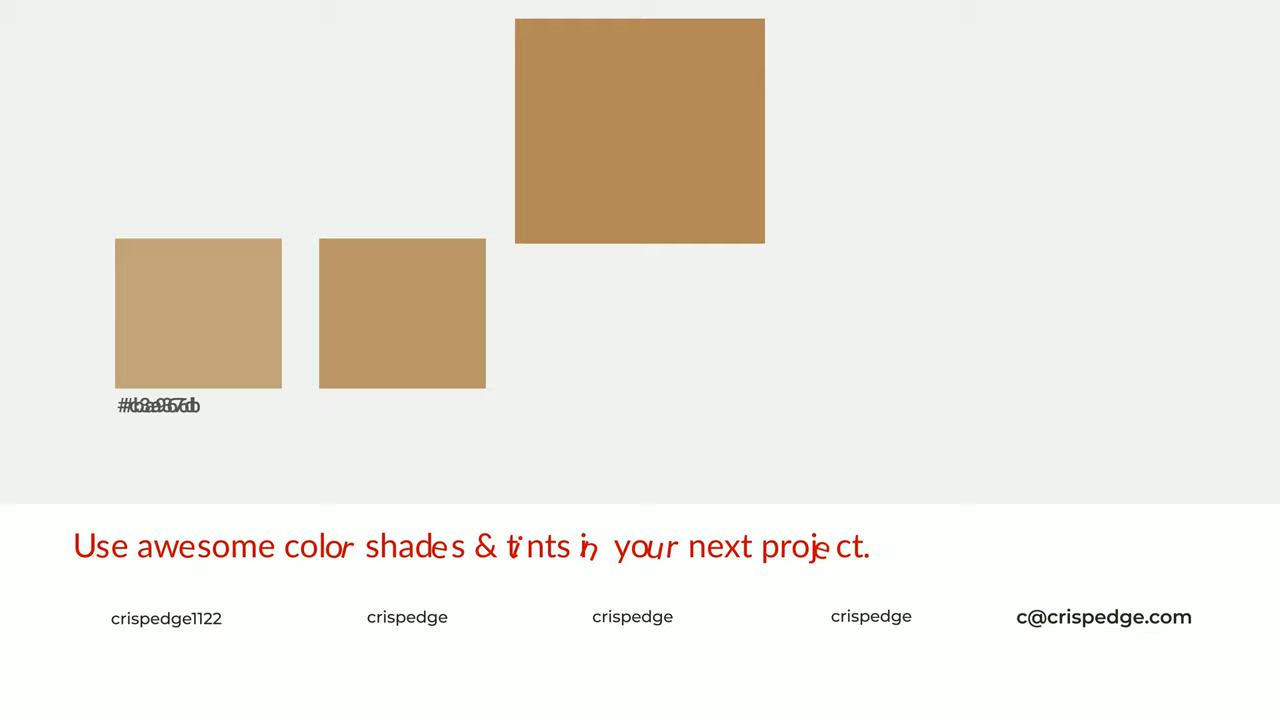 Use awesome color shades & tints in your next project.
crispedge1122 crispedge crispedge crispedge c@crispedge.com